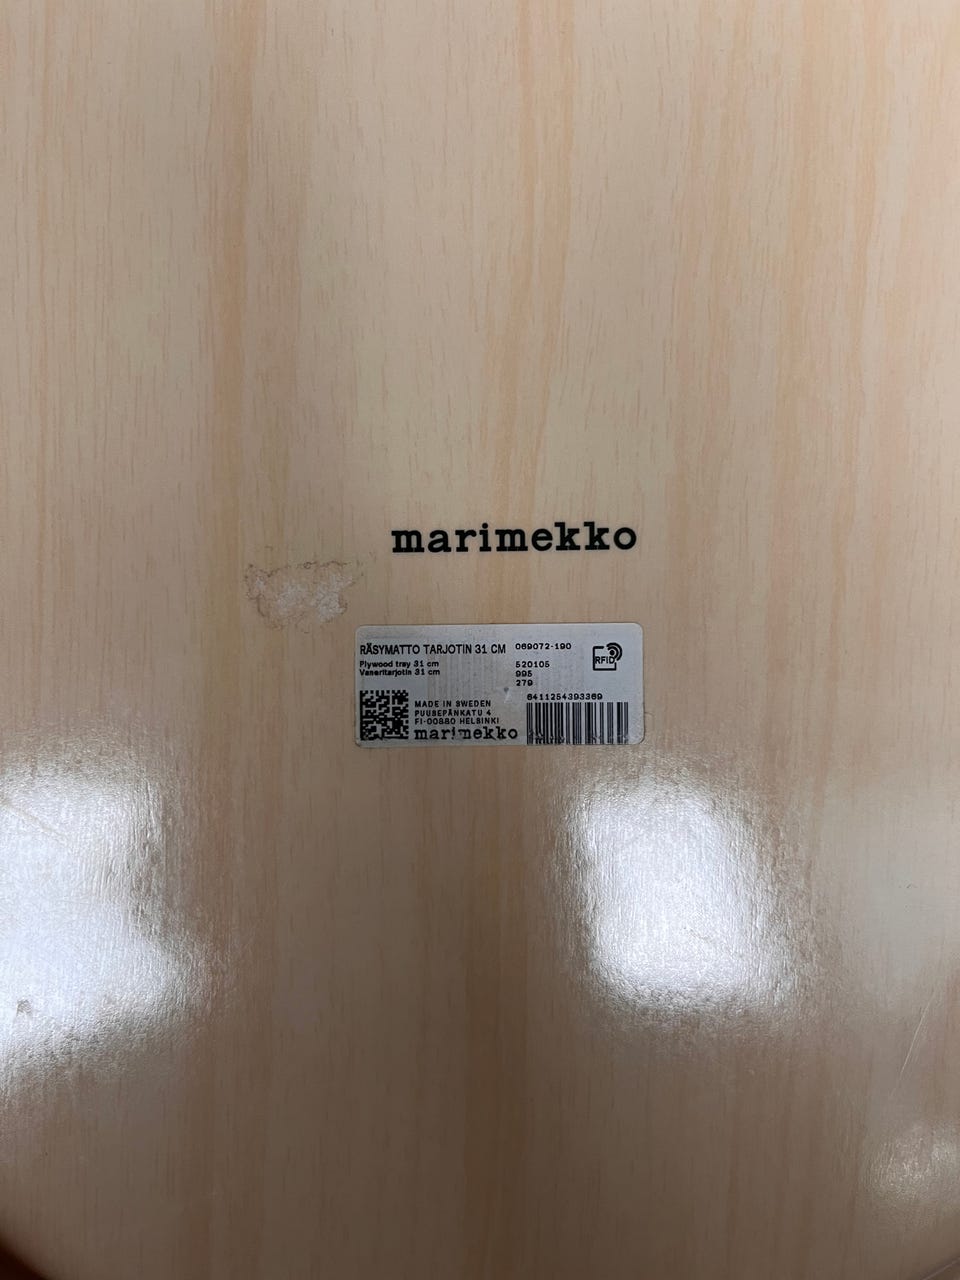 marimekko
RÄSYMATTO TARJOTIN 31 CM 069072-190
Plywood tray 31 cm 520105
Vaneritarjotin 31 cm 995
279
RFID
6411254393369
MADE IN SWEDEN
PUUSEPÄNKATU 4
FI-00880 HELSINKI
marimekko